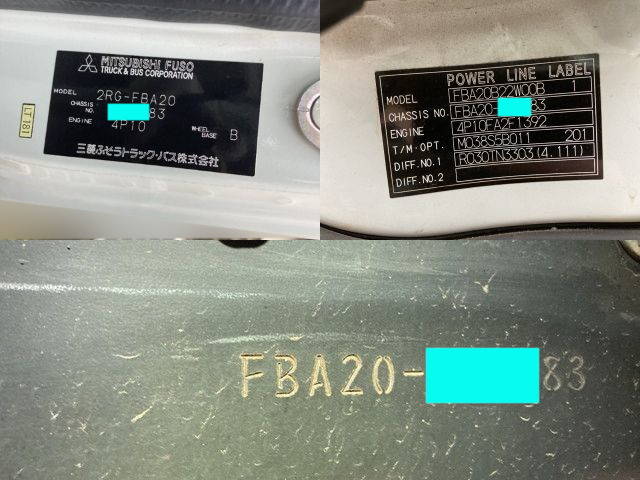 MITSUBISHI FUSO
TRUCK & BUS CORPORATION
MODEL 2RG-FBA20
CHASSIS NO. 83
ENGINE 4P10 WHEEL BASE B
三菱ふそうトラック・バス株式会社
LT181
POWER LINE LABEL
MODEL FBA20B22W00B 1
CHASSIS NO. FBA20 83
ENGINE 4P10FA2F1392
T/M·OPT. M038S5B011 201
DIFF.NO.1 R030T1N3303(4.111)
DIFF.NO.2
FBA20- 83